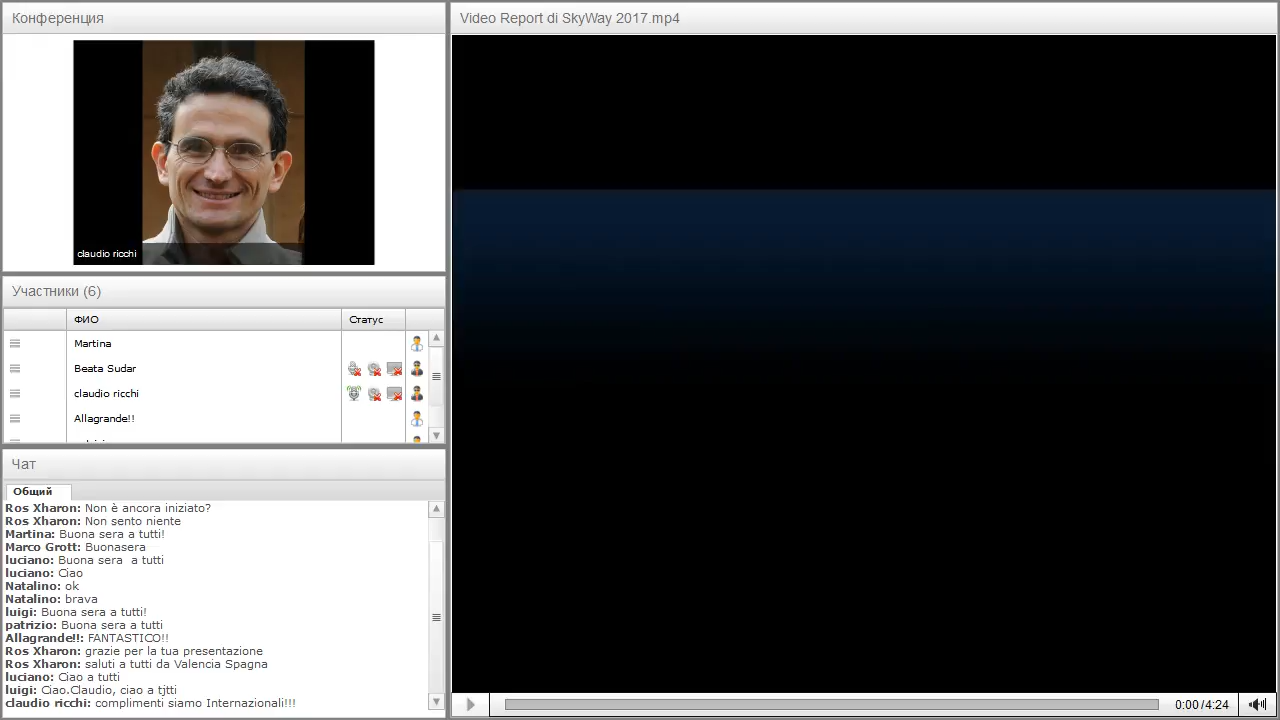 Конференция
claudio ricchi
Участники (6)
ФИО Статус
Martina
Beata Sudar
claudio ricchi
Allagrande!!
Чат
Общий
Ros Xharon: Non è ancora iniziato?
Ros Xharon: Non sento niente
Martina: Buona sera a tutti!
Marco Grott: Buonasera
luciano: Buona sera  a tutti
luciano: Ciao
Natalino: ok
Natalino: brava
luigi: Buona sera a tutti!
patrizio: Buona sera a tutti
Allagrande!!: FANTASTICO!!
Ros Xharon: grazie per la tua presentazione
Ros Xharon: saluti a tutti da Valencia Spagna
luciano: Ciao a tutti
luigi: Ciao.Claudio, ciao a tjtti
claudio ricchi: complimenti siamo Internazionali!!!
Video Report di SkyWay 2017.mp4
0:00/4:24